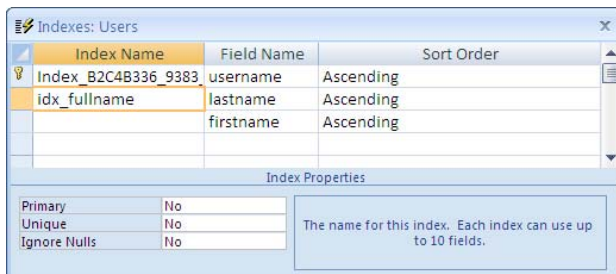 Indexes: Users
Index Name Field Name Sort Order
Index_B2C4B336_9383_ username Ascending
idx_fullname lastname Ascending
firstname Ascending
Index Properties
Primary No
Unique No
Ignore Nulls No
The name for this index. Each index can use up
to 10 fields.